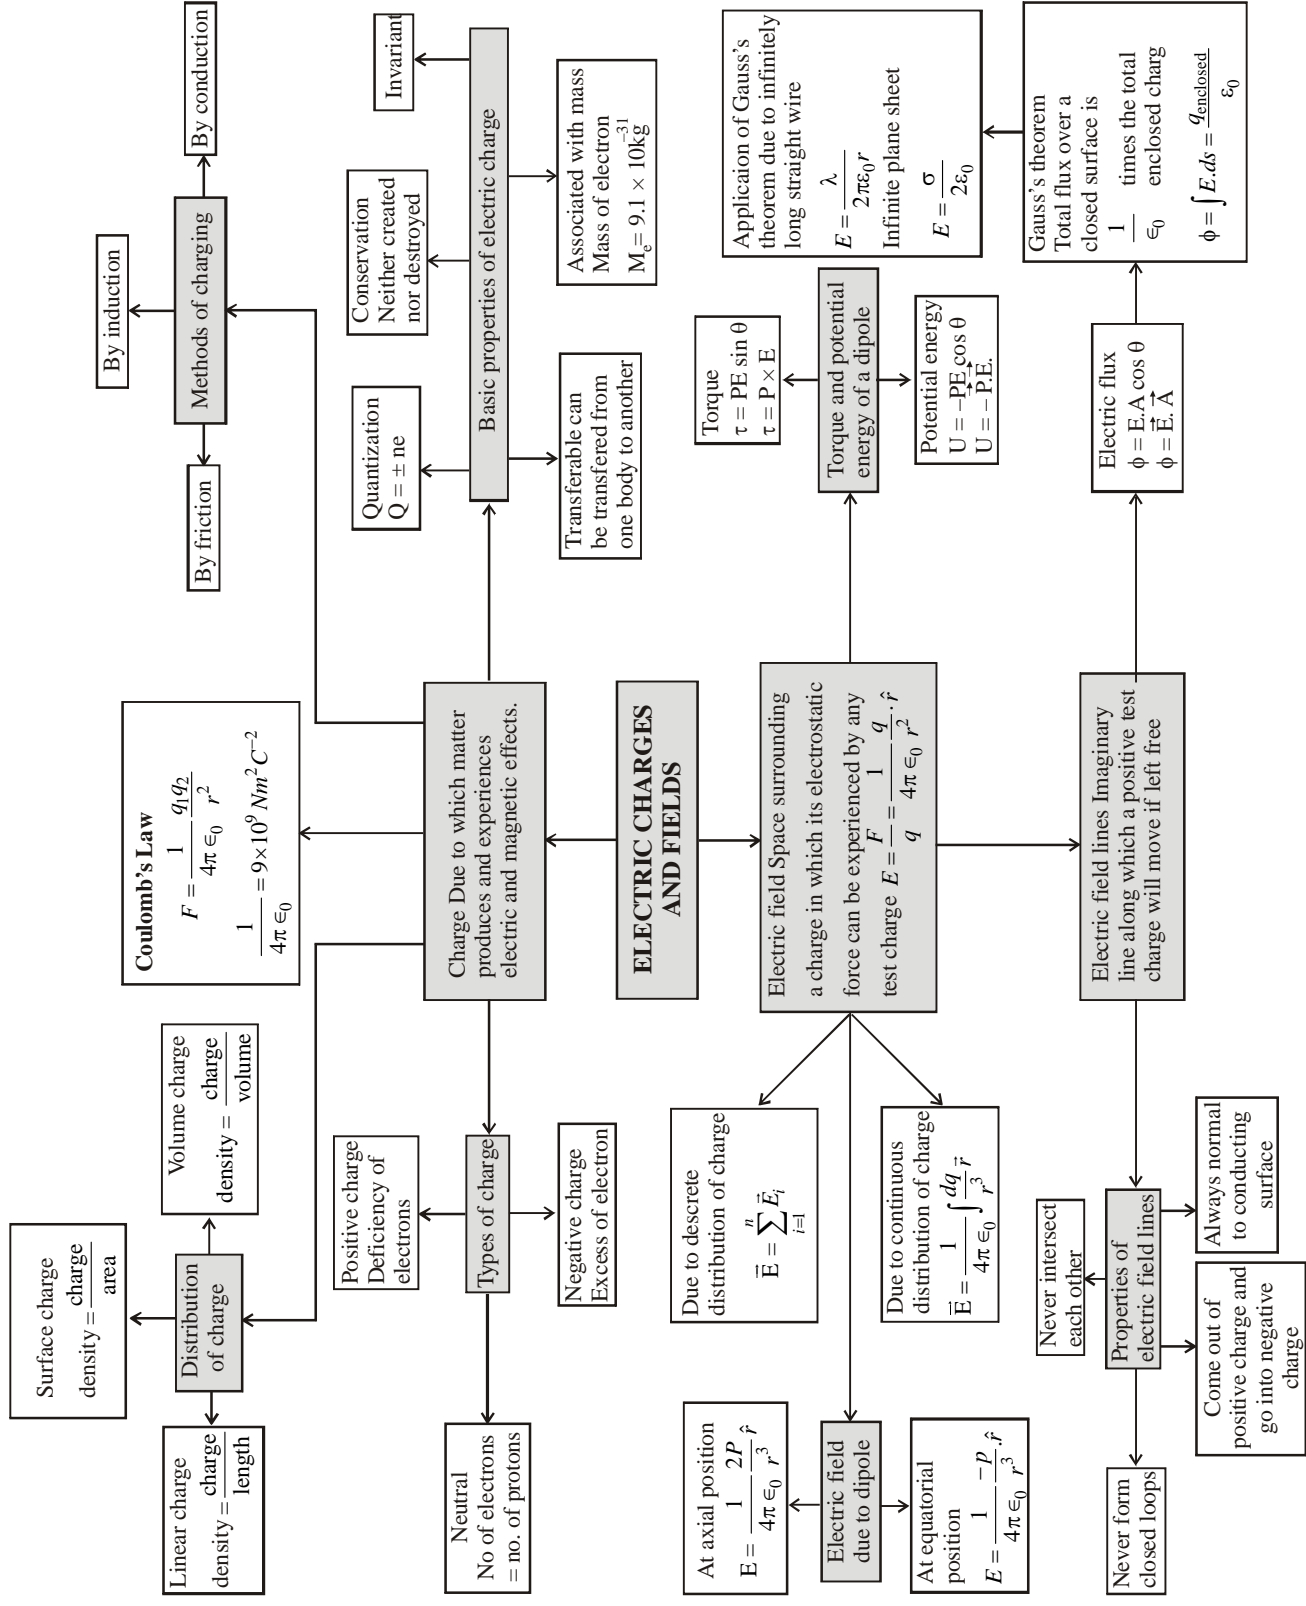 Surface charge
density = charge / area
Volume charge
density = charge / volume
Linear charge
density = charge / length
Distribution
of charge
Coulomb's Law
F = 1 / 4π∈₀ q₁q₂ / r²
1 / 4π∈₀ = 9×10⁹ Nm²C⁻²
By induction
By friction
Methods of charging
By conduction
Positive charge
Deficiency of
electrons
Types of charge
Negative charge
Excess of electron
Neutral
No of electrons
= no. of protons
Charge Due to which matter
produces and experiences
electric and magnetic effects.
Quantization
Q = ± ne
Conservation
Neither created
nor destroyed
Invariant
Basic properties of electric charge
Transferable can
be transferred from
one body to another
Associated with mass
Mass of electron
Mₑ= 9.1 × 10⁻³¹kg
ELECTRIC CHARGES
AND FIELDS
Due to descrete
distribution of charge
E⃗ = ∑ⁿᵢ₌₁ E⃗ᵢ
Due to continuous
distribution of charge
E⃗ = 1 / 4π∈₀ ∫ dq / r³ r⃗
At axial position
E = 1 / 4π∈₀ 2P / r³ r̂
Electric field
due to dipole
At equatorial
position
E = 1 / 4π∈₀ −p / r³ .r̂
Electric field Space surrounding
a charge in which its electrostatic
force can be experienced by any
test charge E = F / q = 1 / 4π∈₀ q / r² . r̂
Torque
τ = PE sin θ
τ = P × E
Torque and potential
energy of a dipole
Potential energy
U = −PE cos θ
U = − P⃗.E⃗.
Applicaion of Gauss's
theorem due to infinitely
long straight wire
E = λ / 2πε₀r
Infinite plane sheet
E = σ / 2ε₀
Never intersect
each other
Properties of
electric field lines
Never form
closed loops
Come out of
positive charge and
go into negative
charge
Always normal
to conducting
surface
Electric field lines Imaginary
line along which a positive test
charge will move if left free
Electric flux
ϕ = E.A cos θ
ϕ = E⃗. A⃗
Gauss's theorem
Total flux over a
closed surface is
1 / ∈₀ times the total
enclosed charg
ϕ = ∫ E.ds = q enclosed / ε₀